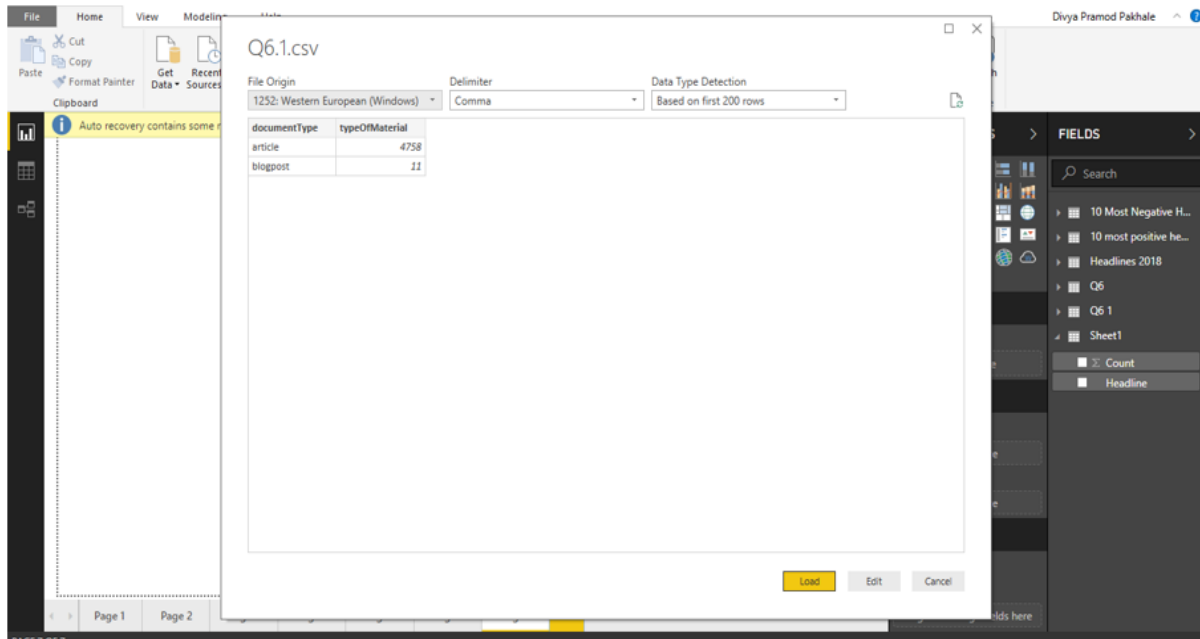 File Home View Modeling Help
Divya Pramod Pakhale
Cut
Copy
Format Painter
Paste
Clipboard
Get Data
Recent Sources
Auto recovery contains some
Q6.1.csv
File Origin Delimiter Data Type Detection
1252: Western European (Windows) Comma Based on first 200 rows
documentType typeOfMaterial
article 4758
blogpost 11
Load Edit Cancel
FIELDS
Search
10 Most Negative H...
10 most positive he...
Headlines 2018
Q6
Q6 1
Sheet1
Σ Count
Headline
Page 1 Page 2
lds here